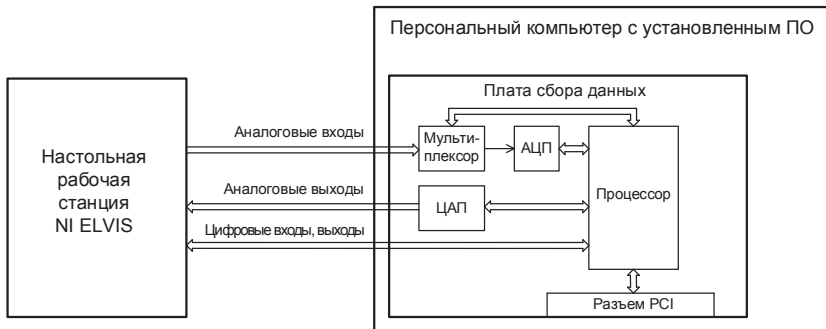 Персональный компьютер с установленным ПО
Плата сбора данных
Настольная
рабочая
станция
NI ELVIS
Аналоговые входы
Мульти-
плексор
АЦП
Процессор
Аналоговые выходы
ЦАП
Цифровые входы, выходы
Разъем PCI